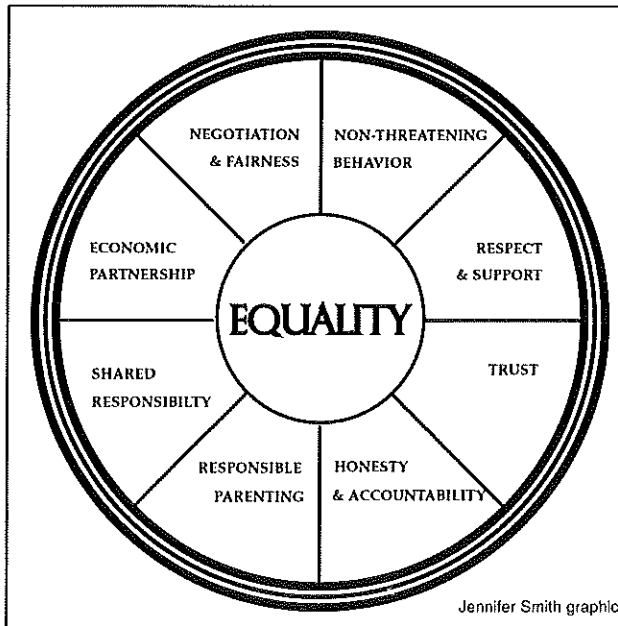 NEGOTIATION
& FAIRNESS
NON-THREATENING
BEHAVIOR
ECONOMIC
PARTNERSHIP
RESPECT
& SUPPORT
EQUALITY
SHARED
RESPONSIBILTY
TRUST
RESPONSIBLE
PARENTING
HONESTY
& ACCOUNTABILITY
Jennifer Smith graphic